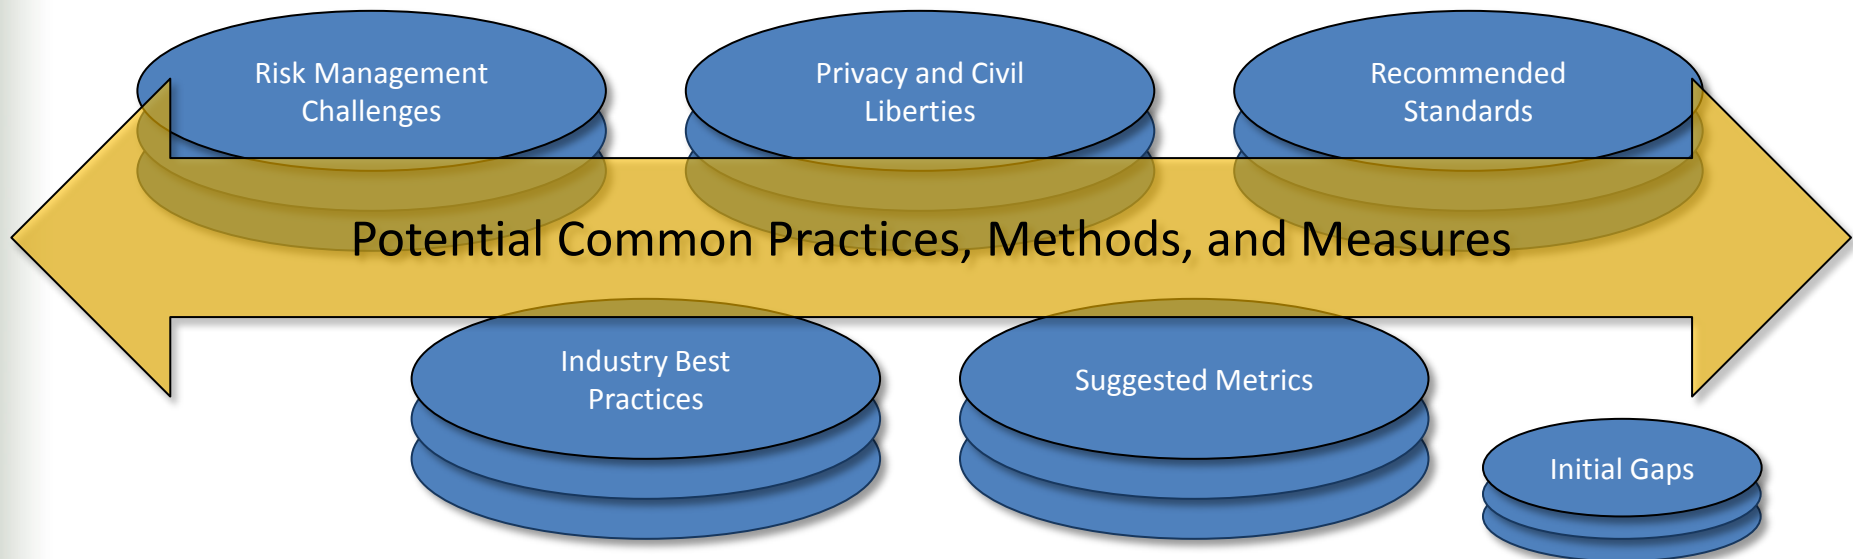 Risk Management
Challenges
Privacy and Civil
Liberties
Recommended
Standards
Potential Common Practices, Methods, and Measures
Industry Best
Practices
Suggested Metrics
Initial Gaps